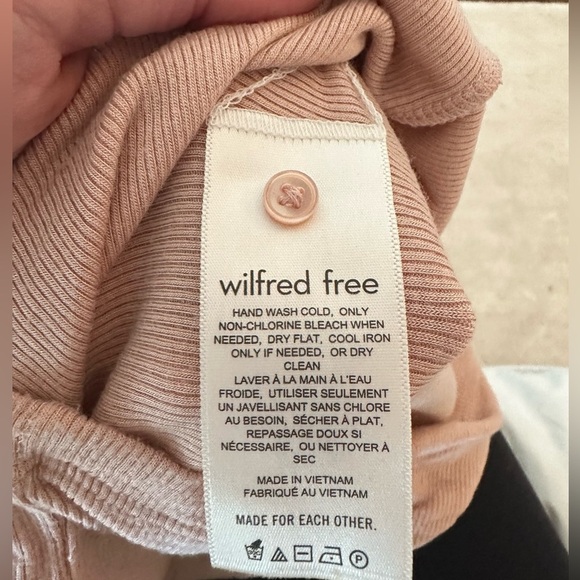 wilfred free
HAND WASH COLD, ONLY
NON-CHLORINE BLEACH WHEN
NEEDED, DRY FLAT, COOL IRON
ONLY IF NEEDED, OR DRY
CLEAN
LAVER À LA MAIN À L'EAU
FROIDE, UTILISER SEULEMENT
UN JAVELLISANT SANS CHLORE
AU BESOIN, SÉCHER À PLAT,
REPASSAGE DOUX SI
NÉCESSAIRE, OU NETTOYER À
SEC
MADE IN VIETNAM
FABRIQUÉ AU VIETNAM
MADE FOR EACH OTHER.
P